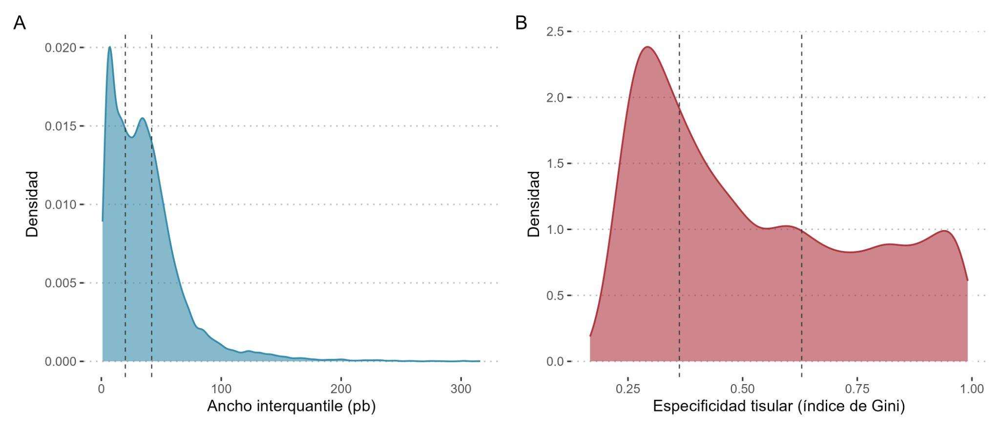 A
Densidad
0.020
0.015
0.010
0.005
0.000
0 100 200 300
Ancho interquantile (pb)
B
Densidad
2.5
2.0
1.5
1.0
0.5
0.0
0.25 0.50 0.75 1.00
Especificidad tisular (índice de Gini)